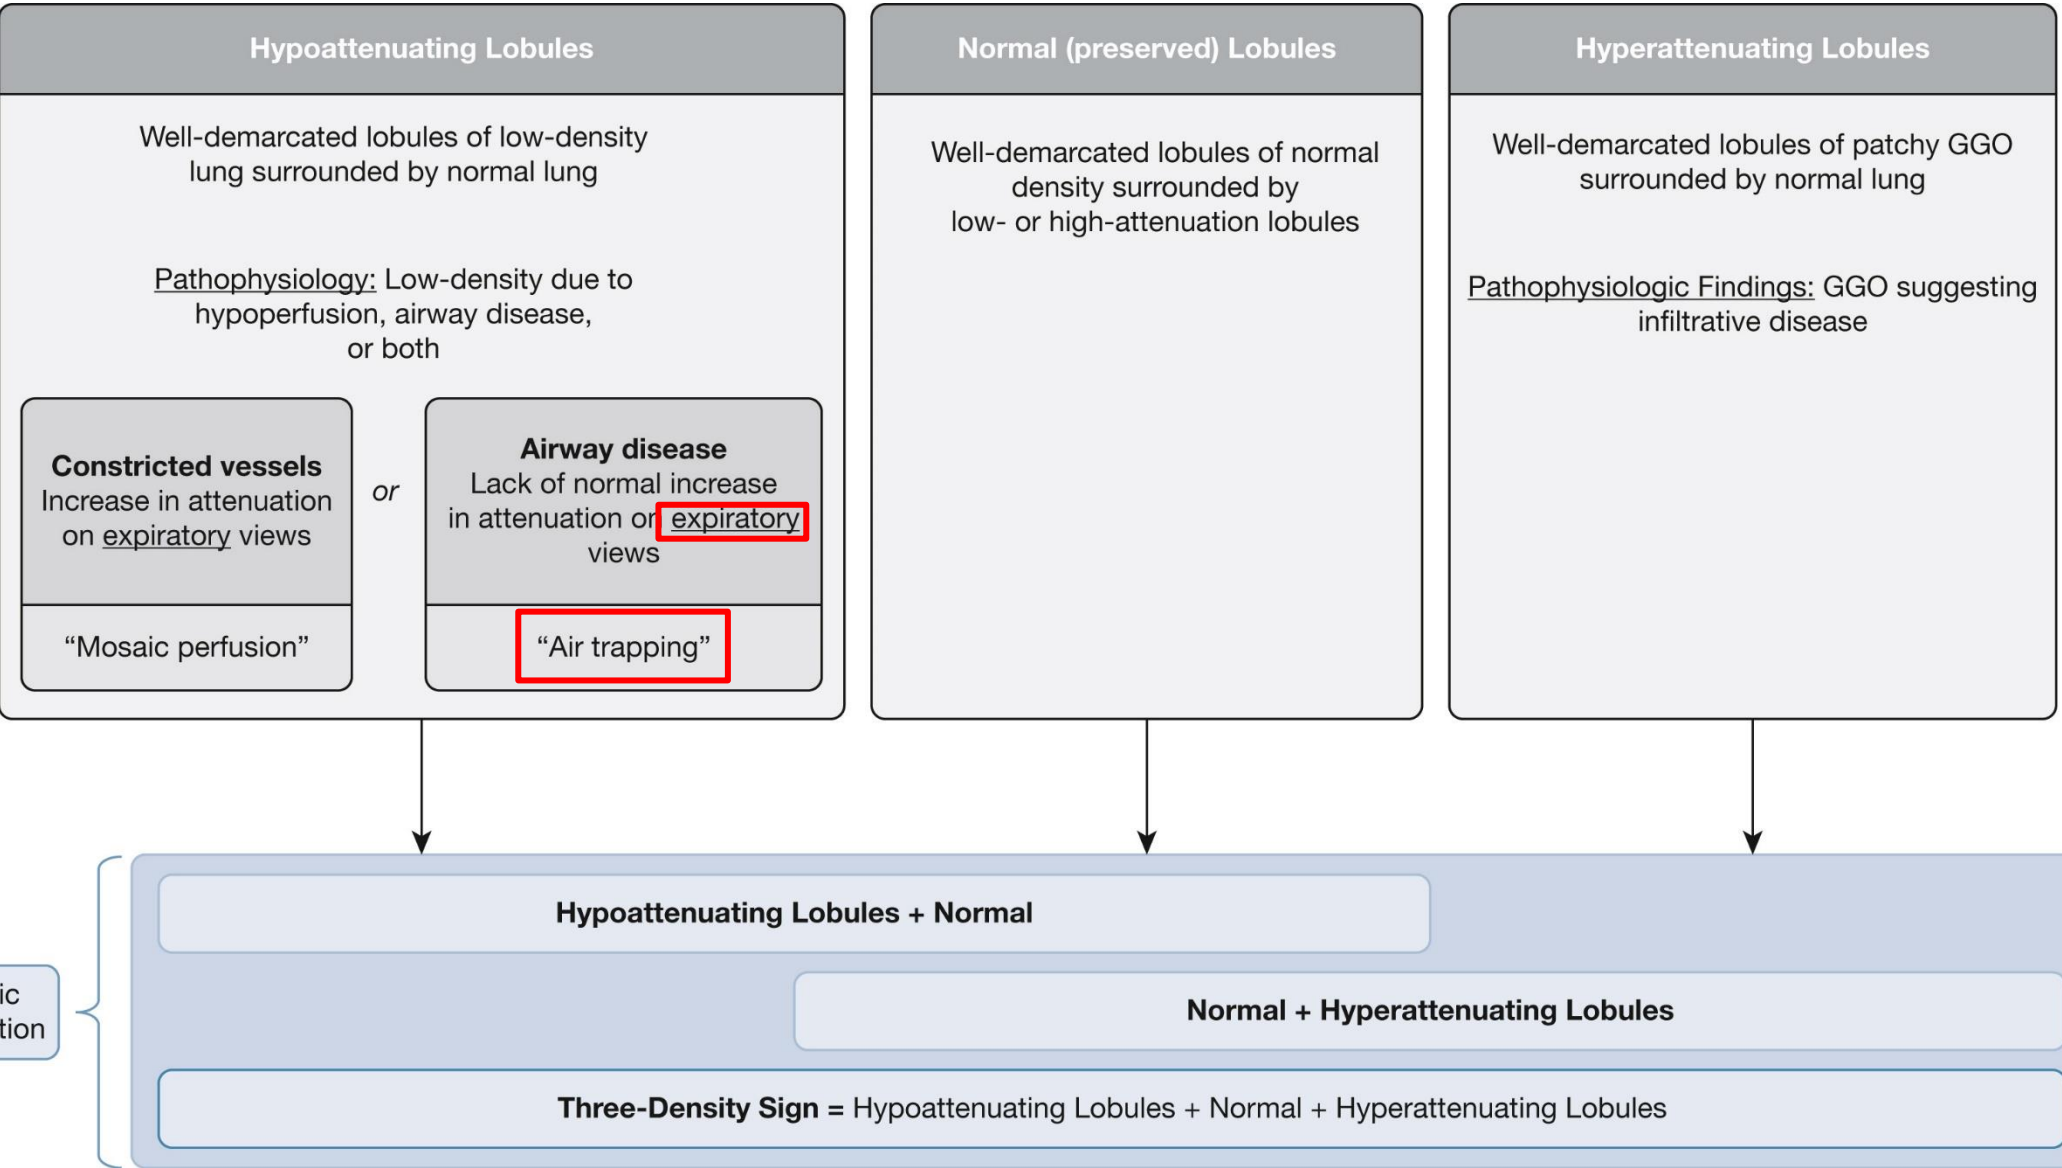 Hypoattenuating Lobules
Well-demarcated lobules of low-density
lung surrounded by normal lung
Pathophysiology: Low-density due to
hypoperfusion, airway disease,
or both
Constricted vessels
Increase in attenuation
on expiratory views
"Mosaic perfusion"
or
Airway disease
Lack of normal increase
in attenuation on expiratory
views
“Air trapping”
Normal (preserved) Lobules
Well-demarcated lobules of normal
density surrounded by
low- or high-attenuation lobules
Hyperattenuating Lobules
Well-demarcated lobules of patchy GGO
surrounded by normal lung
Pathophysiologic Findings: GGO suggesting
infiltrative disease
ic
tion
Hypoattenuating Lobules + Normal
Normal + Hyperattenuating Lobules
Three-Density Sign = Hypoattenuating Lobules + Normal + Hyperattenuating Lobules